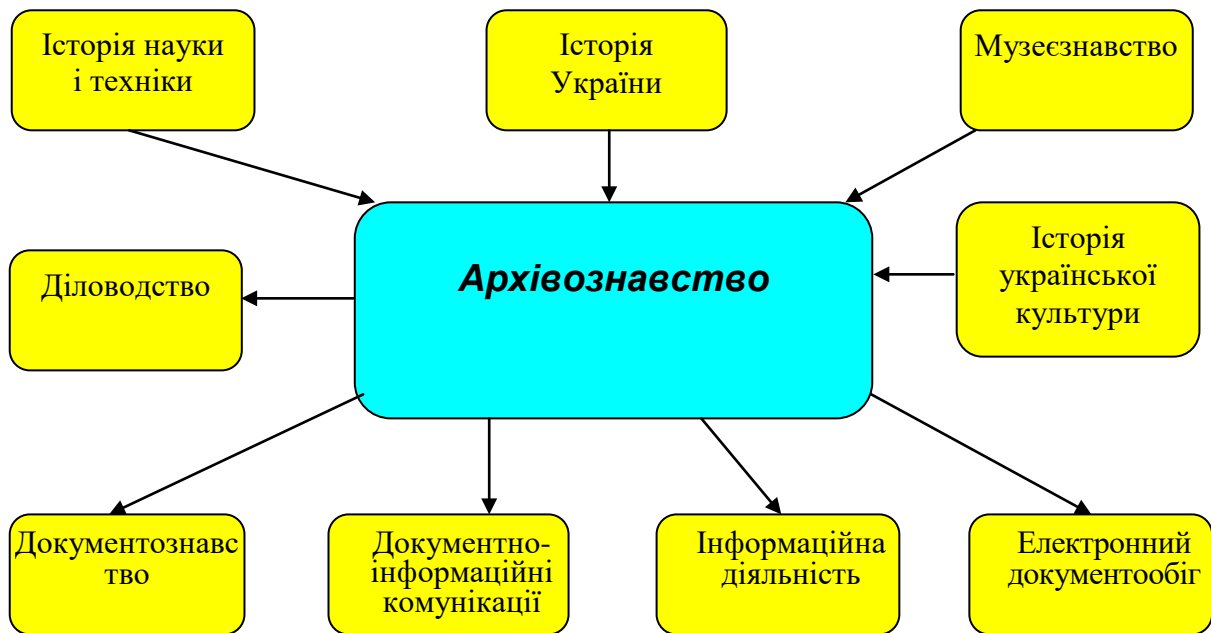 Історія науки
і техніки
Історія
України
Музеєзнавство
Архівознавство
Історія
української
культури
Діловодство
Документознавс
тво
Документно-
інформаційні
комунікації
Інформаційна
діяльність
Електронний
документообіг